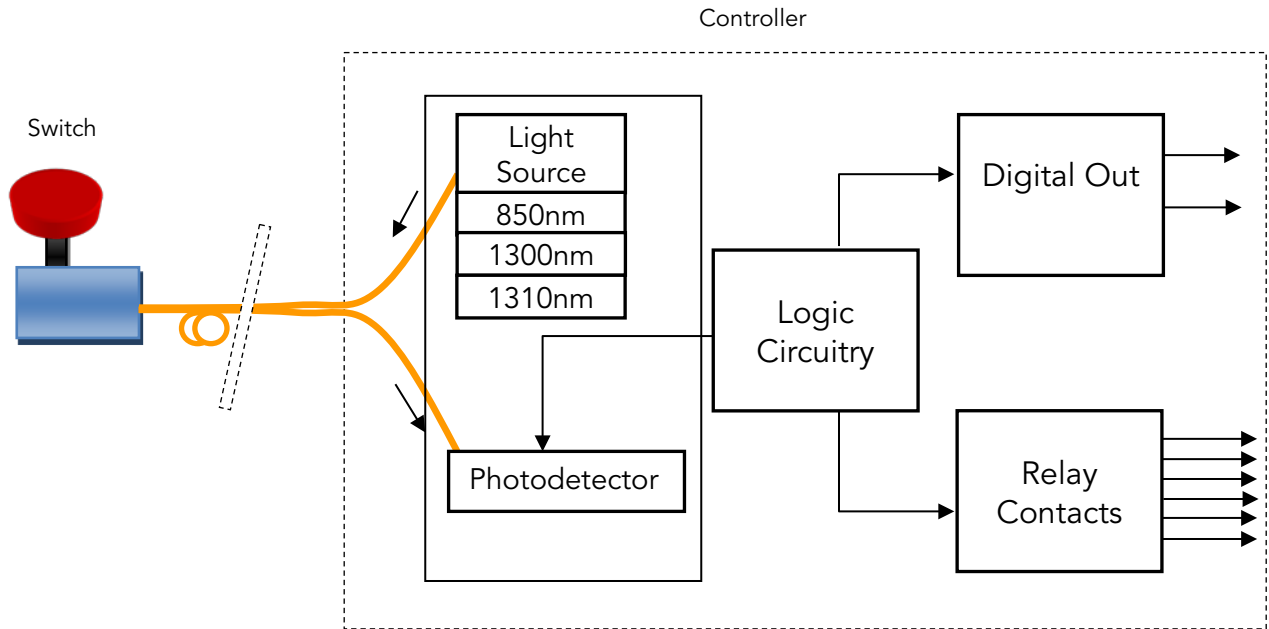 Controller
Switch
Light
Source
850nm
1300nm
1310nm
Photodetector
Logic
Circuitry
Digital Out
Relay
Contacts